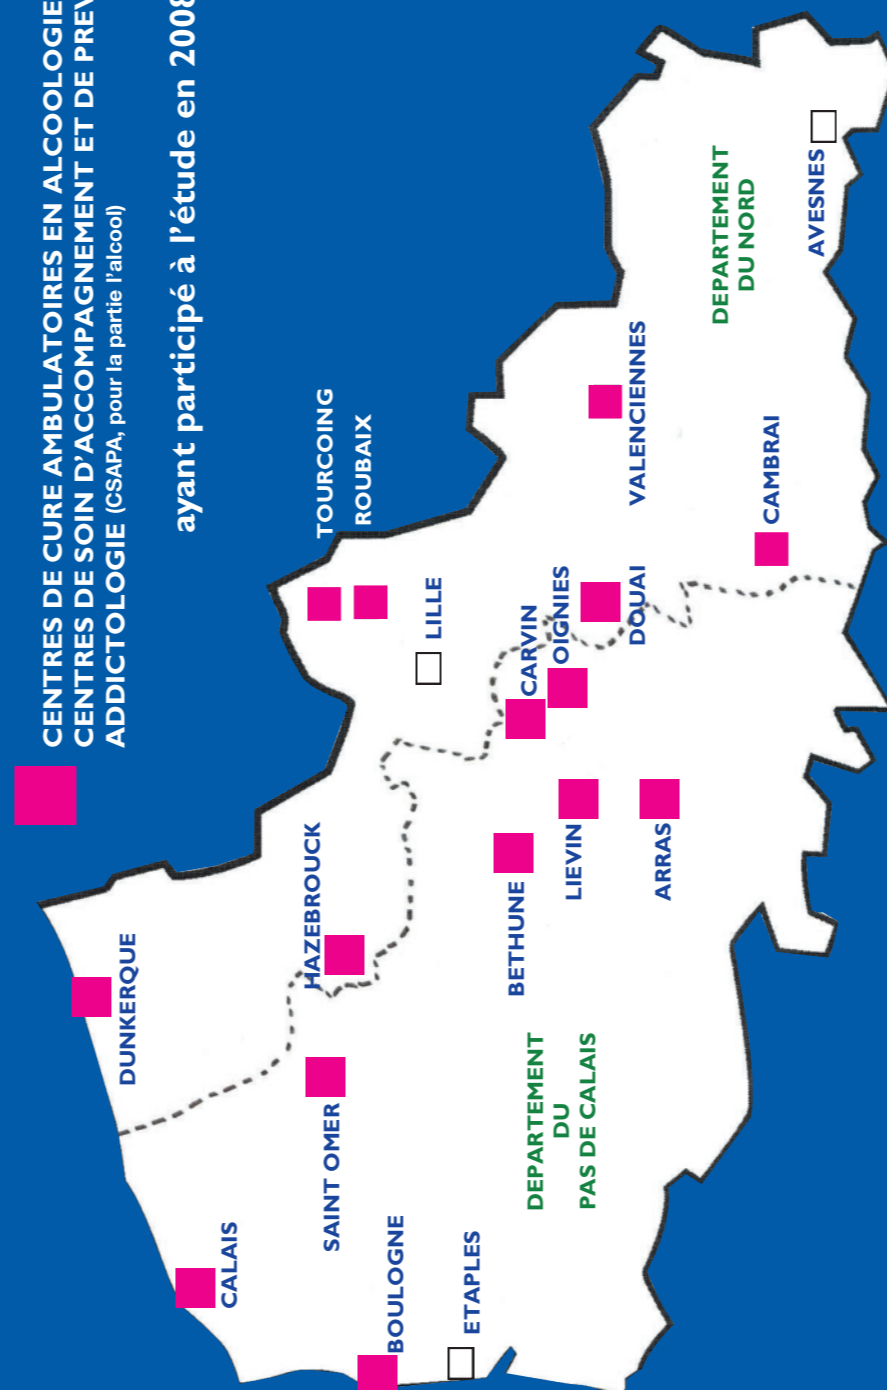 CENTRES DE CURE AMBULATOIRES EN ALCOOLOGIE
CENTRES DE SOIN D'ACCOMPAGNEMENT ET DE
ADDICTOLOGIE (CSAPA, pour la partie l'alcool)
ayant participé à l'étude en 2008
DUNKERQUE
CALAIS
HAZEBROUCK
SAINT OMER
BOULOGNE
ETAPLES
TOURCOING
ROUBAIX
LILLE
CARVIN
OIGNIES
BETHUNE
LIEVIN
DOUAI
ARRAS
VALENCIENNES
CAMBRAI
AVESNES
DEPARTEMENT
DU NORD
DEPARTEMENT
DU
PAS DE CALAIS